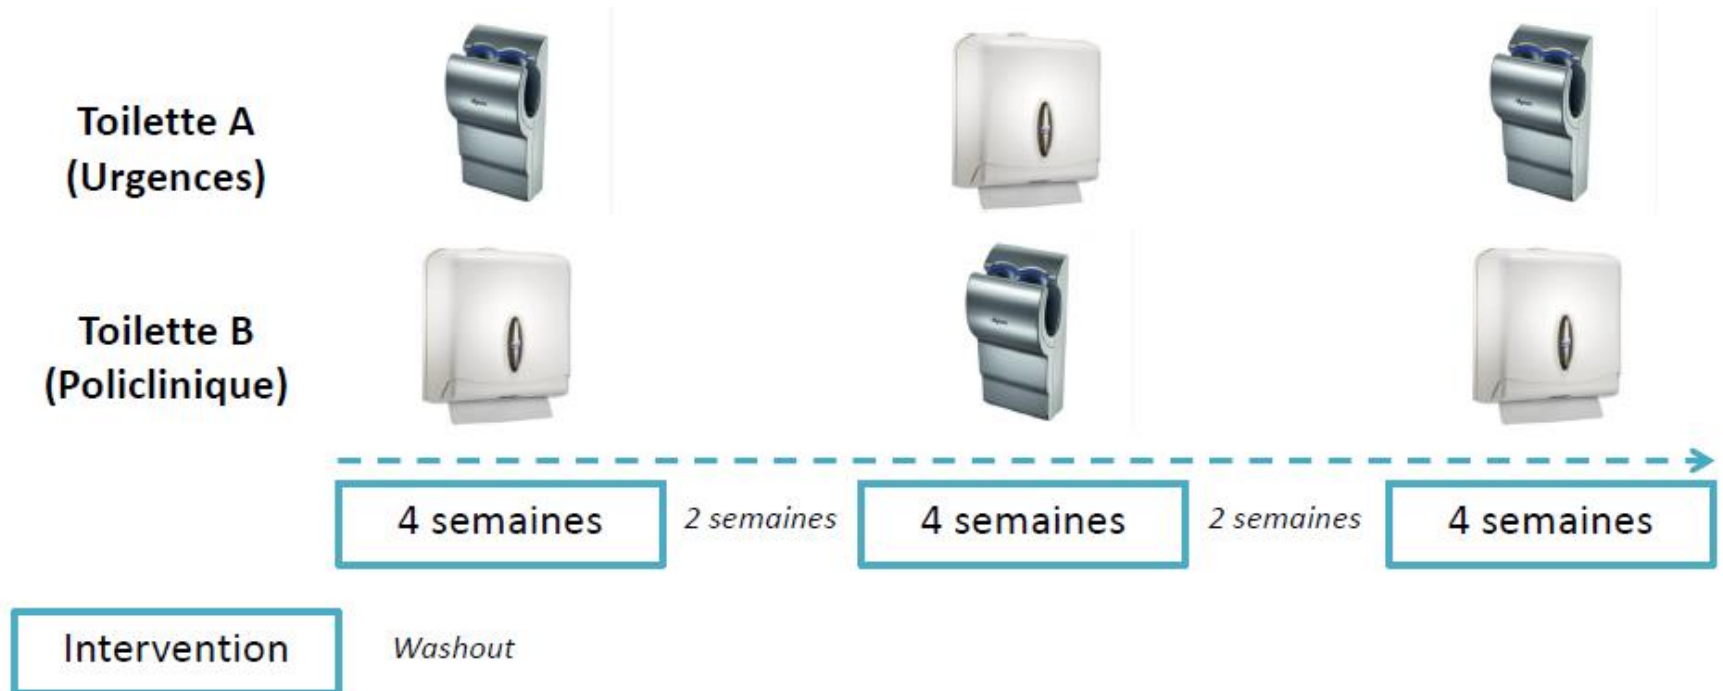 Toilette A
(Urgences)
Toilette B
(Policlinique)
4 semaines
2 semaines
4 semaines
2 semaines
4 semaines
Intervention
Washout